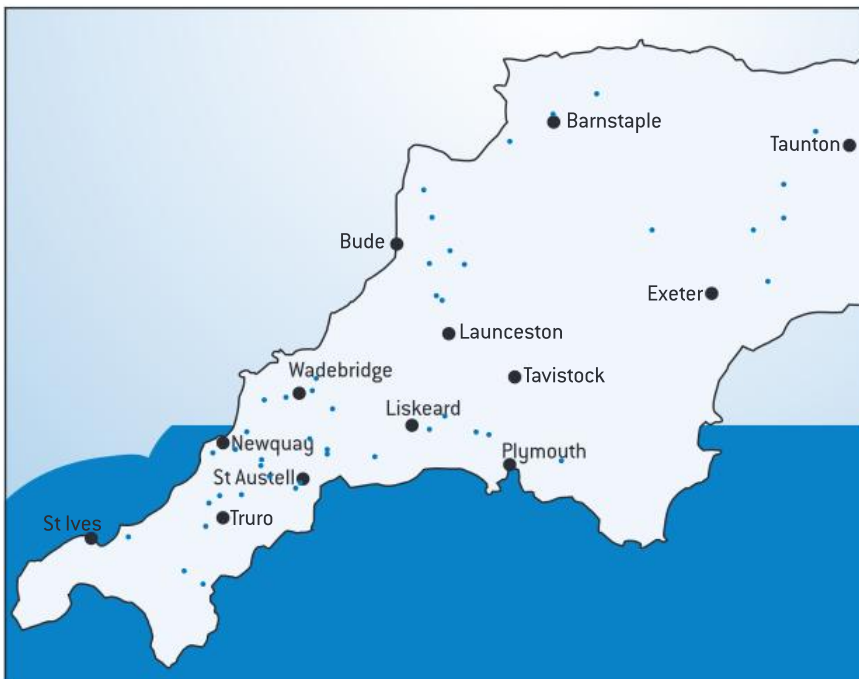 Barnstaple
Taunton
Bude
Exeter
Launceston
Wadebridge
Tavistock
Liskeard
Newquay
Plymouth
St Austell
St Ives
Truro